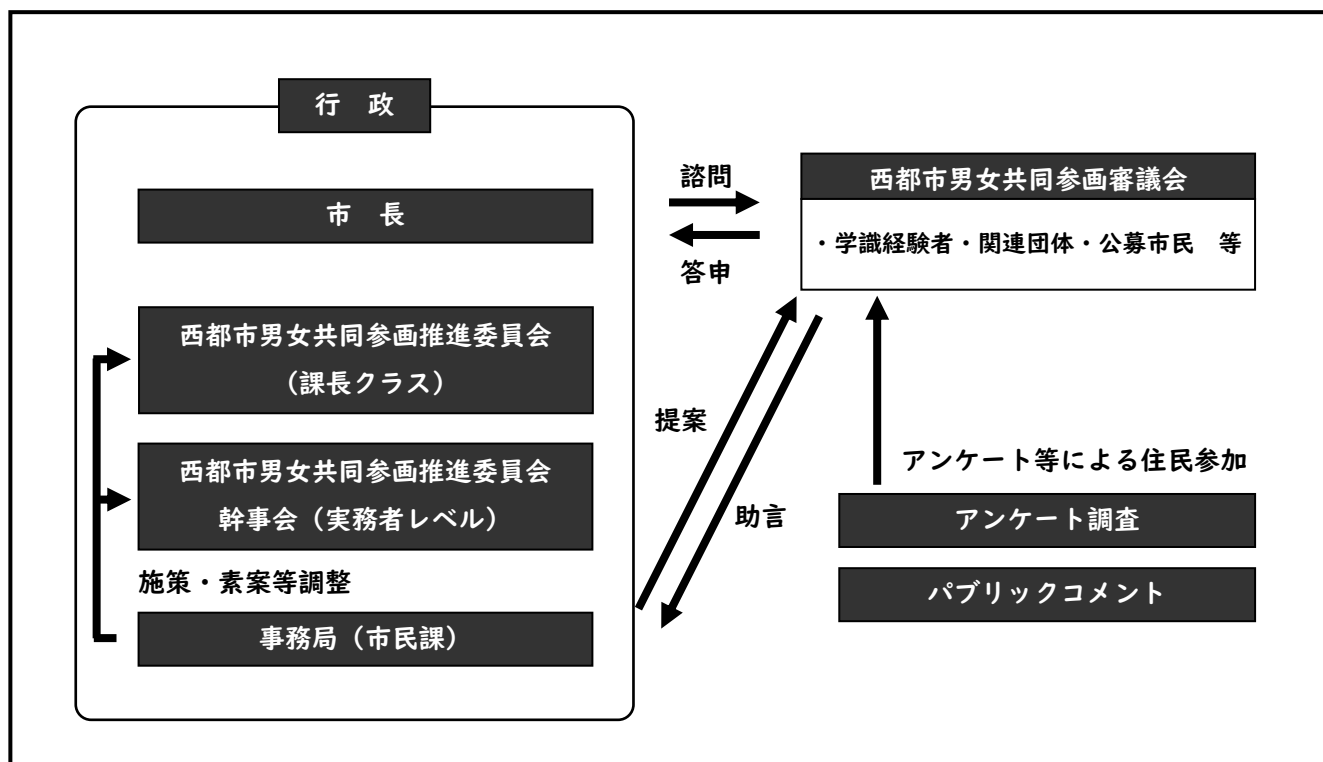 行　政
市　長
西都市男女共同参画推進委員会
（課長クラス）
西都市男女共同参画推進委員会
幹事会（実務者レベル）
施策・素案等調整
事務局（市民課）
諮問
答申
提案
助言
西都市男女共同参画審議会
・学識経験者・関連団体・公募市民　等
アンケート等による住民参加
アンケート調査
パブリックコメント